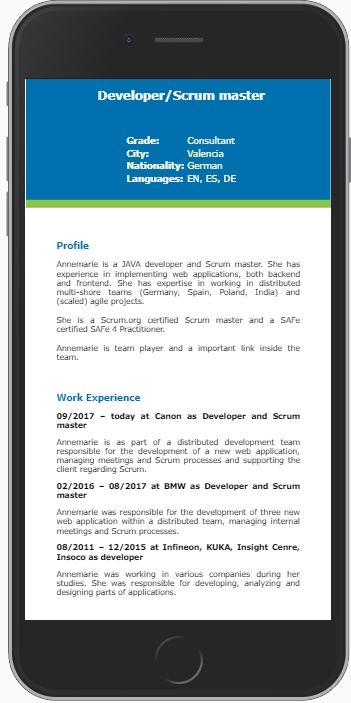 Developer/Scrum master
Grade: Consultant
City: Valencia
Nationality: German
Languages: EN, ES, DE
Profile
Annemarie is a JAVA developer and Scrum master. She has
experience in implementing web applications, both backend
and frontend. She has expertise in working in distributed
multi-shore teams (Germany, Spain, Poland, India) and
(scaled) agile projects.
She is a Scrum.org certified Scrum master and a SAFe
certified SAFe 4 Practitioner.
Annemarie is team player and a important link inside the
team.
Work Experience
09/2017 – today at Canon as Developer and Scrum
master
Annemarie is as part of a distributed development team
responsible for the development of a new web application,
managing meetings and Scrum processes and supporting the
client regarding Scrum.
02/2016 – 08/2017 at BMW as Developer and Scrum
master
Annemarie was responsible for the development of three new
web application within a distributed team, managing internal
meetings and Scrum processes.
08/2011 – 12/2015 at Infineon, KUKA, Insight Cenre,
Insoco as developer
Annemarie was working in various companies during her
studies. She was responsible for developing, analyzing and
designing parts of applications.